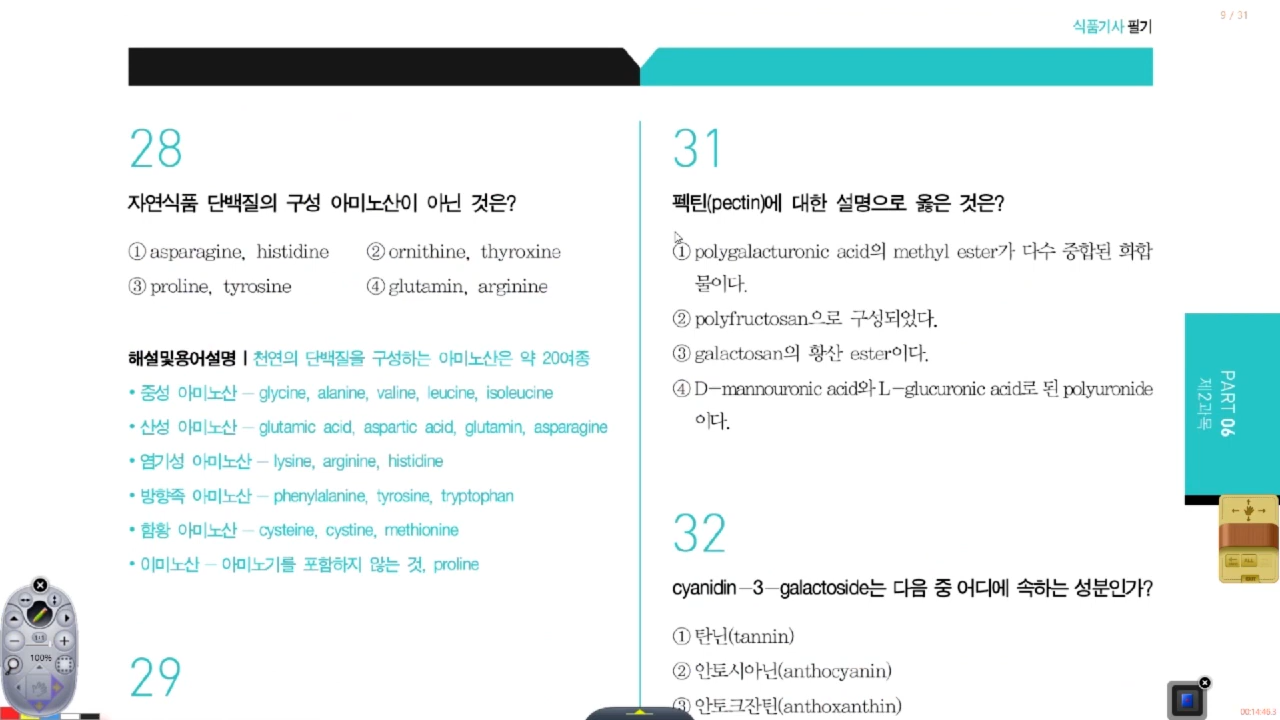 9 / 31
식품기사 필기
28
자연식품 단백질의 구성 아미노산이 아닌 것은?
① asparagine, histidine ② ornithine, thyroxine
③ proline, tyrosine ④ glutamin, arginine
해설및용어설명 | 천연의 단백질을 구성하는 아미노산은 약 20여종
• 중성 아미노산 – glycine, alanine, valine, leucine, isoleucine
• 산성 아미노산 – glutamic acid, aspartic acid, glutamin, asparagine
• 염기성 아미노산 – lysine, arginine, histidine
• 방향족 아미노산 – phenylalanine, tyrosine, tryptophan
• 함황 아미노산 – cysteine, cystine, methionine
• 이미노산 – 아미노기를 포함하지 않는 것, proline
29
31
펙틴(pectin)에 대한 설명으로 옳은 것은?
① polygalacturonic acid의 methyl ester가 다수 중합된 화합
물이다.
② polyfructosan으로 구성되었다.
③ galactosan의 황산 ester이다.
④ D-mannouronic acid와 L-glucuronic acid로 된 polyuronide
이다.
32
cyanidin-3-galactoside는 다음 중 어디에 속하는 성분인가?
① 탄닌(tannin)
② 안토시아닌(anthocyanin)
③ 안토크잔틴(anthoxanthin)
PART 06
제2과목
100%